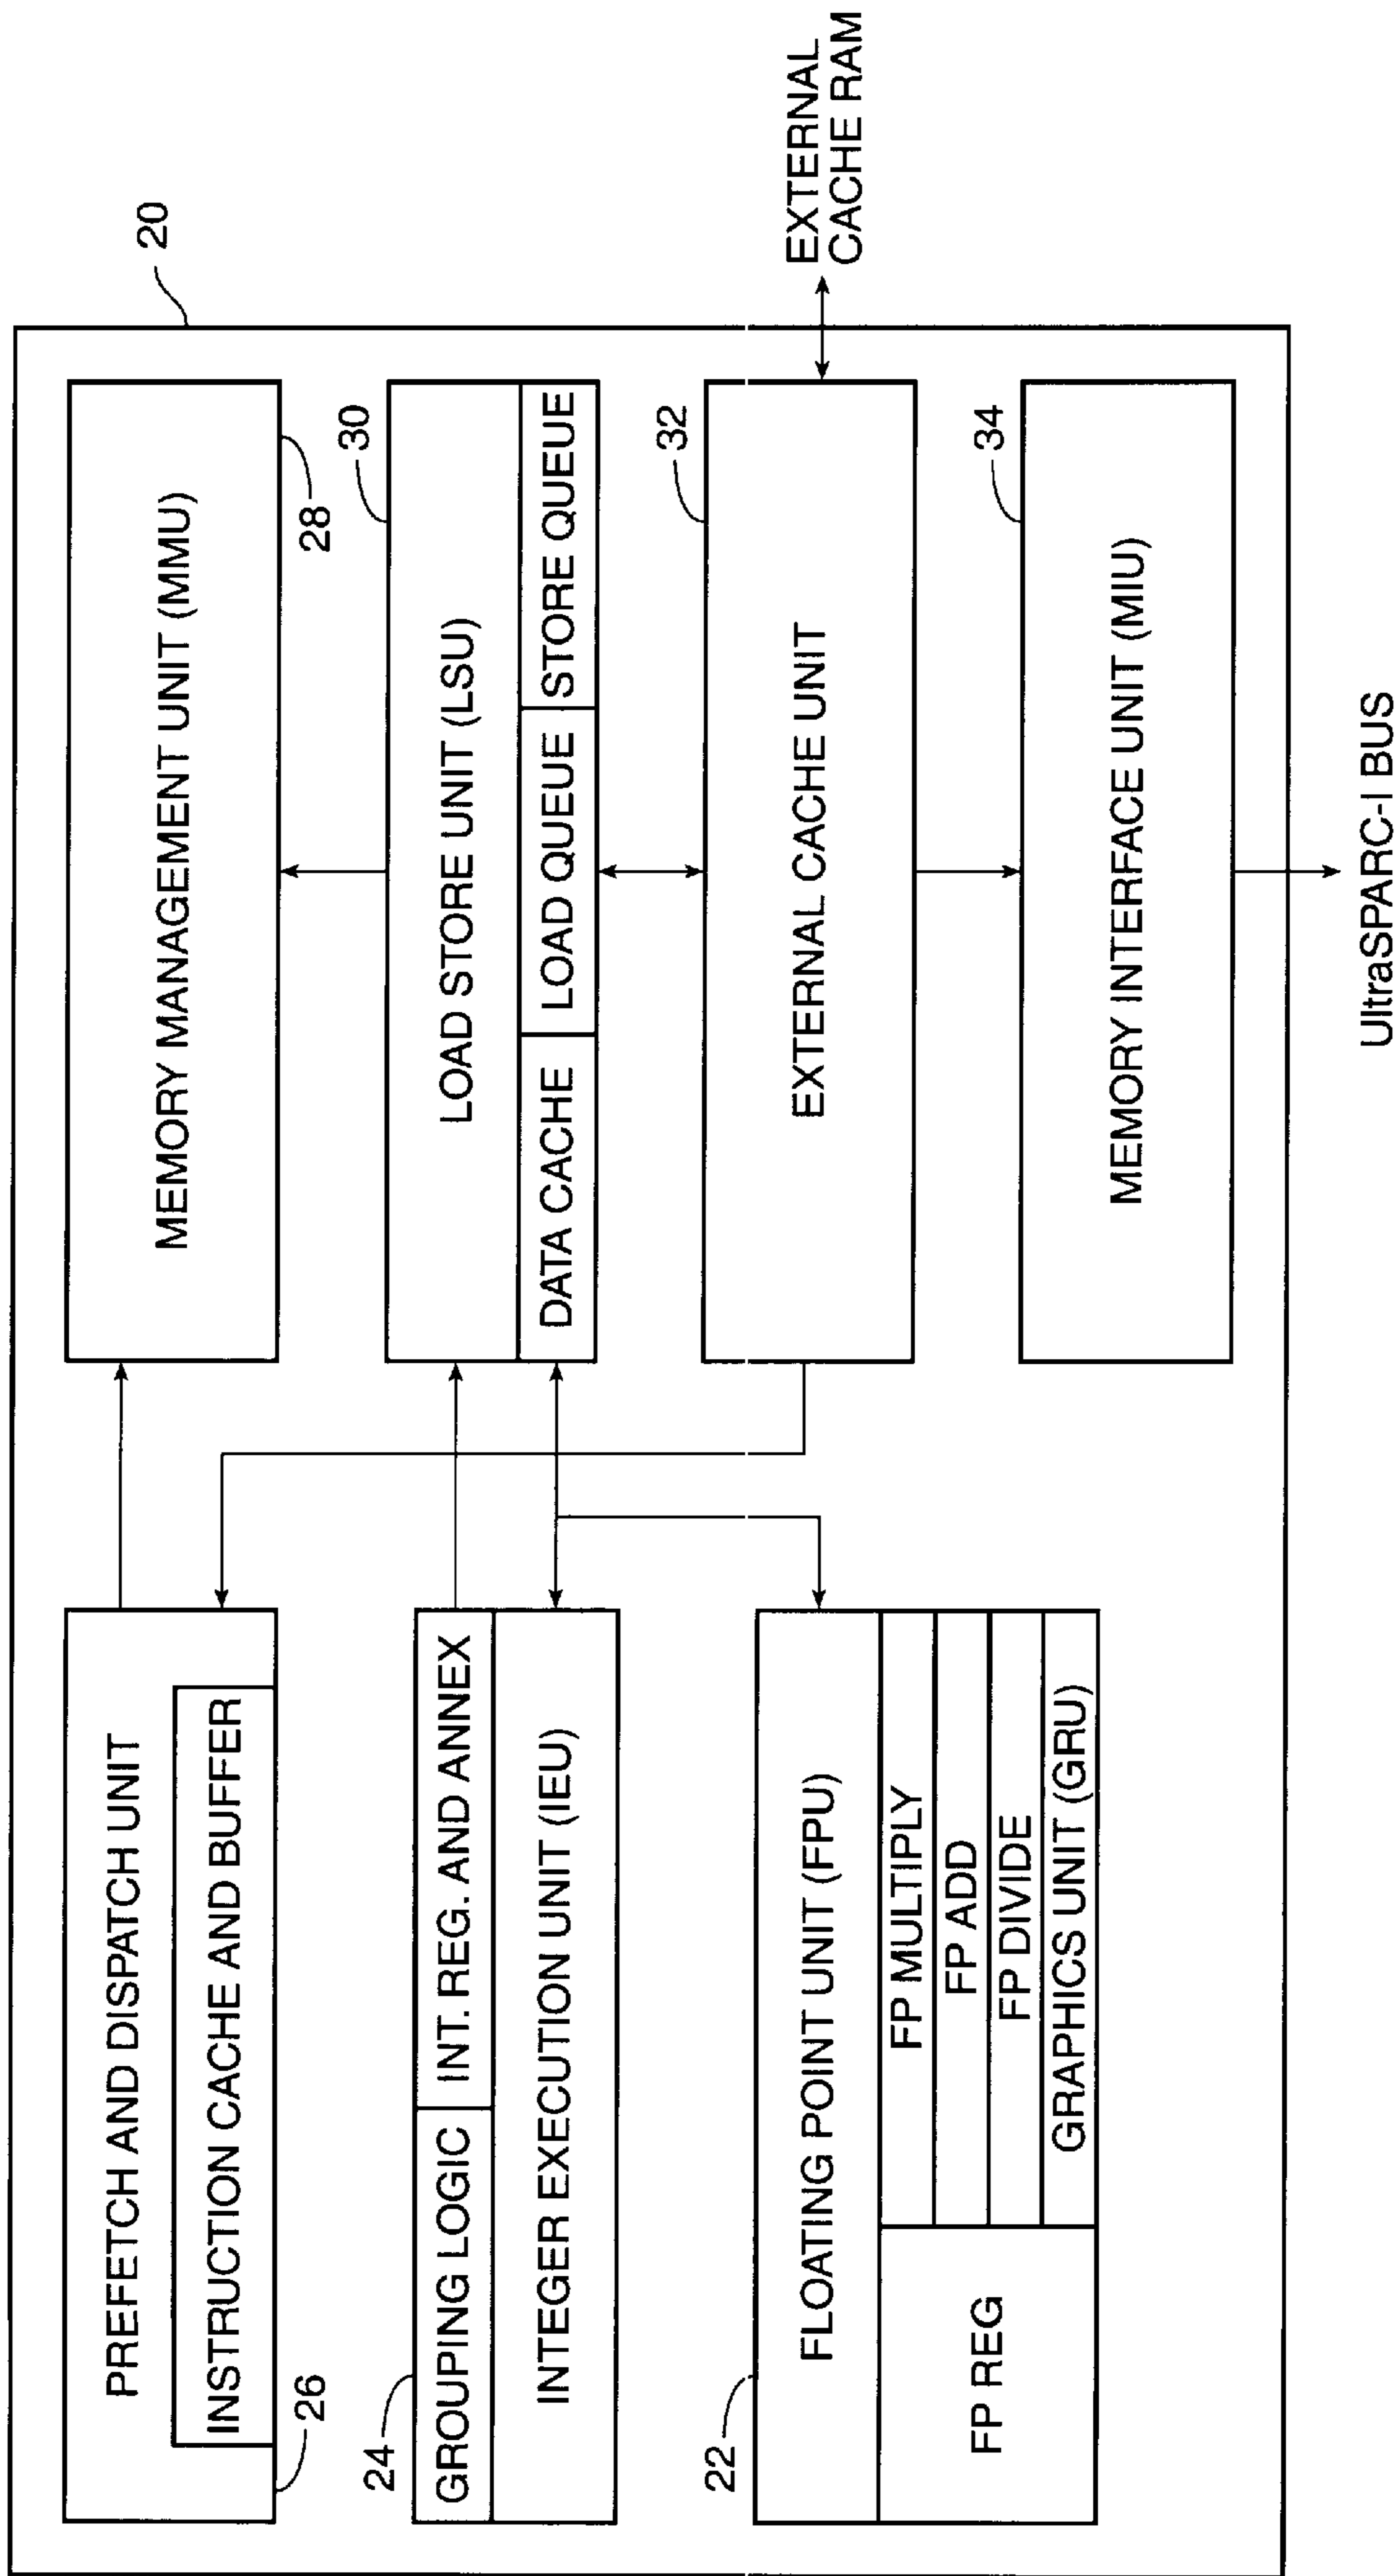 20
PREFETCH AND DISPATCH UNIT
INSTRUCTION CACHE AND BUFFER
26
MEMORY MANAGEMENT UNIT (MMU)
28
24
GROUPING LOGIC
INT. REG. AND ANNEX
INTEGER EXECUTION UNIT (IEU)
30
LOAD STORE UNIT (LSU)
DATA CACHE
LOAD QUEUE
STORE QUEUE
22
FLOATING POINT UNIT (FPU)
FP REG
FP MULTIPLY
FP ADD
FP DIVIDE
GRAPHICS UNIT (GRU)
32
EXTERNAL CACHE UNIT
EXTERNAL
CACHE RAM
34
MEMORY INTERFACE UNIT (MIU)
UltraSPARC-I BUS